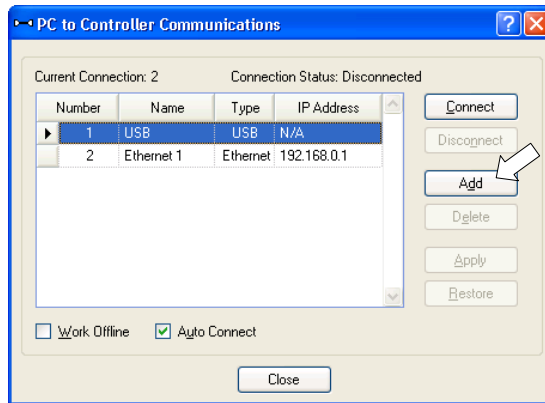 PC to Controller Communications
Current Connection: 2 Connection Status: Disconnected
Number Name Type IP Address
1 USB USB N/A
2 Ethernet 1 Ethernet 192.168.0.1
Connect
Disconnect
Add
Delete
Apply
Restore
Work Offline Auto Connect
Close